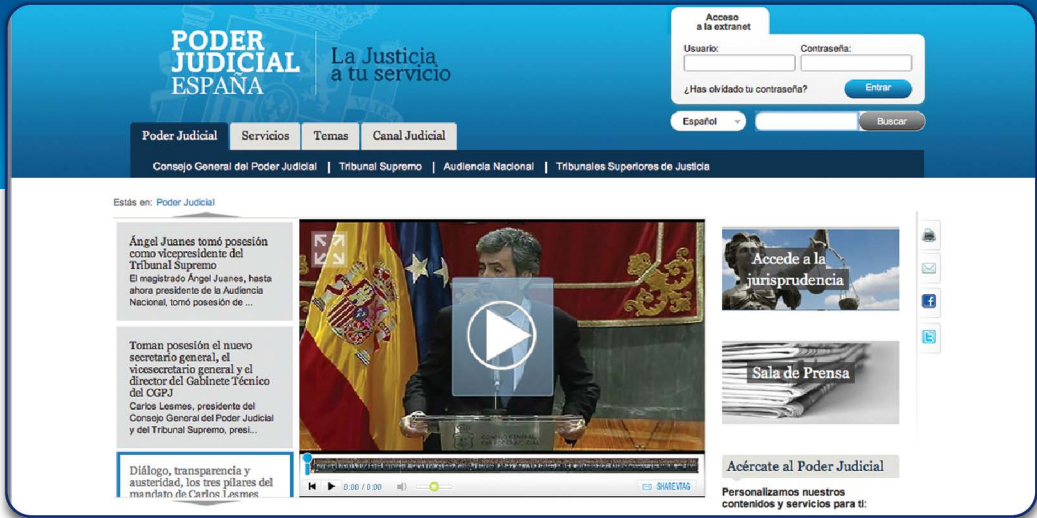 PODER
JUDICIAL
ESPAÑA
La Justicia
a tu servicio
Acceso
a la extranet
Usuario:
Contraseña:
¿Has olvidado tu contraseña?
Entrar
Español
Buscar
Poder Judicial
Servicios
Temas
Canal Judicial
Consejo General del Poder Judicial | Tribunal Supremo | Audiencia Nacional | Tribunales Superiores de Justicia
Estás en: Poder Judicial
Ángel Juanes tomó posesión
como vicepresidente del
Tribunal Supremo
El magistrado Ángel Juanes, hasta
ahora presidente de la Audiencia
Nacional, tomó posesión de ...
Toman posesión el nuevo
secretario general, el
vicesecretario general y el
director del Gabinete Técnico
del CGPJ
Carlos Lesmes, presidente del
Consejo General del Poder Judicial
y del Tribunal Supremo, presi...
Diálogo, transparencia y
austeridad, los tres pilares del
mandato de Carlos Lesmes
0:00 / 0:00
SHARE/TAG
Accede a la
jurisprudencia
Sala de Prensa
Acércate al Poder Judicial
Personalizamos nuestros
contenidos y servicios para ti: